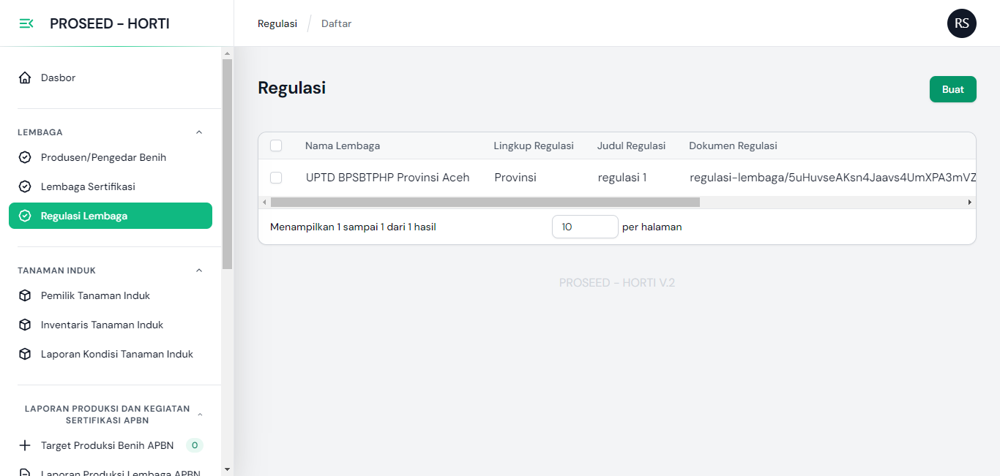 PROSEED - HORTI
Regulasi
Daftar
RS
Dasbor
LEMBAGA
Produsen/Pengedar Benih
Lembaga Sertifikasi
Regulasi Lembaga
TANAMAN INDUK
Pemilik Tanaman Induk
Inventaris Tanaman Induk
Laporan Kondisi Tanaman Induk
LAPORAN PRODUKSI DAN KEGIATAN
SERTIFIKASI APBN
Target Produksi Benih APBN 0
Laporan Produksi Lembaga APBN
Regulasi
Buat
Nama Lembaga Lingkup Regulasi Judul Regulasi Dokumen Regulasi
UPTD BPSBTPHP Provinsi Aceh Provinsi regulasi 1 regulasi-lembaga/5uHuvseAKsn4Jaavs4UmXPA3mVZ
Menampilkan 1 sampai 1 dari 1 hasil 10 per halaman
PROSEED - HORTI V.2